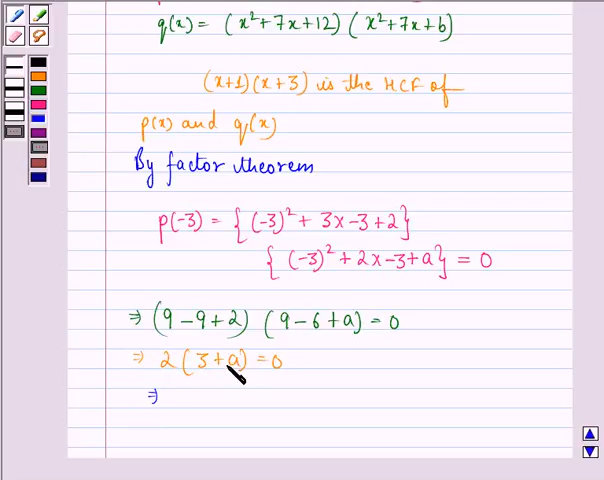 q(x) = (x²+7x+12) (x²+7x+b)
(x+1)(x+3) is the HCF of
p(x) and q(x)
By factor theorem
p(-3) = {(-3)² + 3x-3+2}
{(-3)² + 2x-3+a} = 0
⇒ (9-9+2) (9-6+a) = 0
⇒ 2(3+a) = 0
⇒